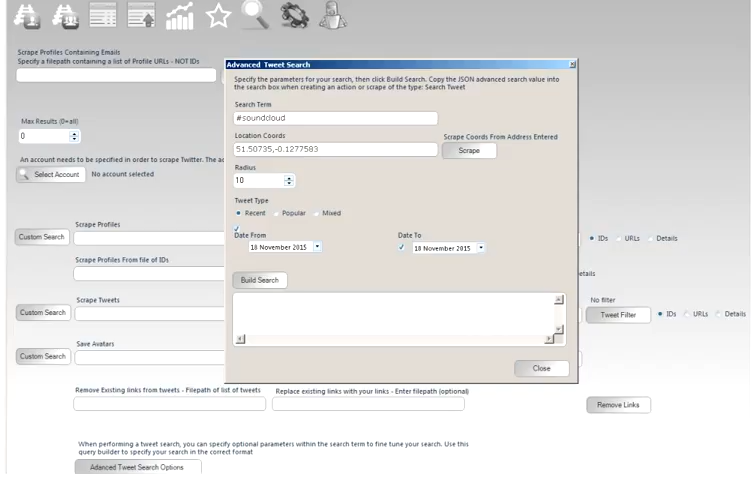 Scrape Profiles Containing Emails
Specify a filepath containing a list of Profile URLs - NOT IDs
Advanced Tweet Search
Specify the parameters for your search, then click Build Search. Copy the JSON advanced search value into
the search box when creating an action or scrape of the type: Search Tweet
Search Term
#soundcloud
Max Results (0=all)
0
Location Coords
Scrape Coords From Address Entered
51.50735,-0.1277583
Scrape
An account needs to be specified in order to scrape Twitter. The ac
Select Account
No account selected
Radius
10
Tweet Type
Recent
Popular
Mixed
Date From
Date To
18 November 2015
18 November 2015
Scrape Profiles
Custom Search
IDs
URLs
Details
Scrape Profiles From file of IDs
etails
Build Search
Scrape Tweets
No filter
Custom Search
Tweet Filter
IDs
URLs
Details
Save Avatars
Custom Search
Close
Remove Existing links from tweets - Filepath of list of tweets
Replace existing links with your links - Enter filepath (optional)
Remove Links
When performing a tweet search, you can specify optional parameters within the search term to fine tune your search. Use this
query builder to specify your search in the correct format
Adanced Tweet Search Options